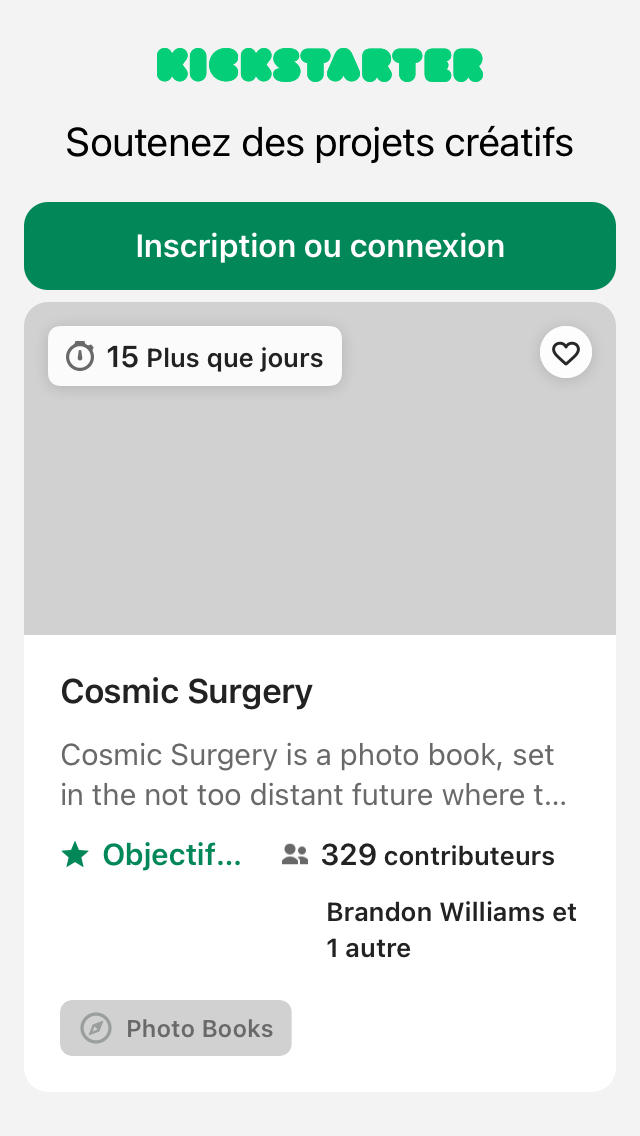 KICKSTARTER
Soutenez des projets créatifs
Inscription ou connexion
15 Plus que jours
Cosmic Surgery
Cosmic Surgery is a photo book, set
in the not too distant future where t...
Objectif... 329 contributeurs
Brandon Williams et
1 autre
Photo Books